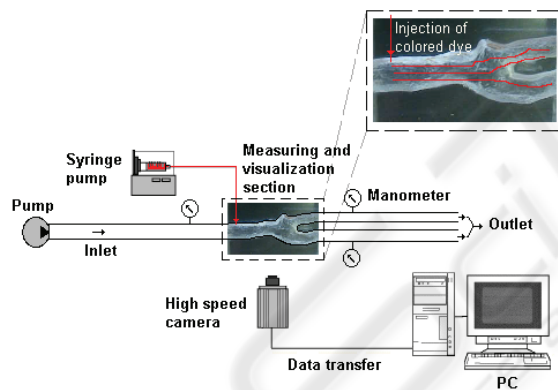 Injection of
colored dye
Measuring and
visualization
section
Syringe
pump
Manometer
Pump
Inlet
Outlet
High speed
camera
Data transfer
PC